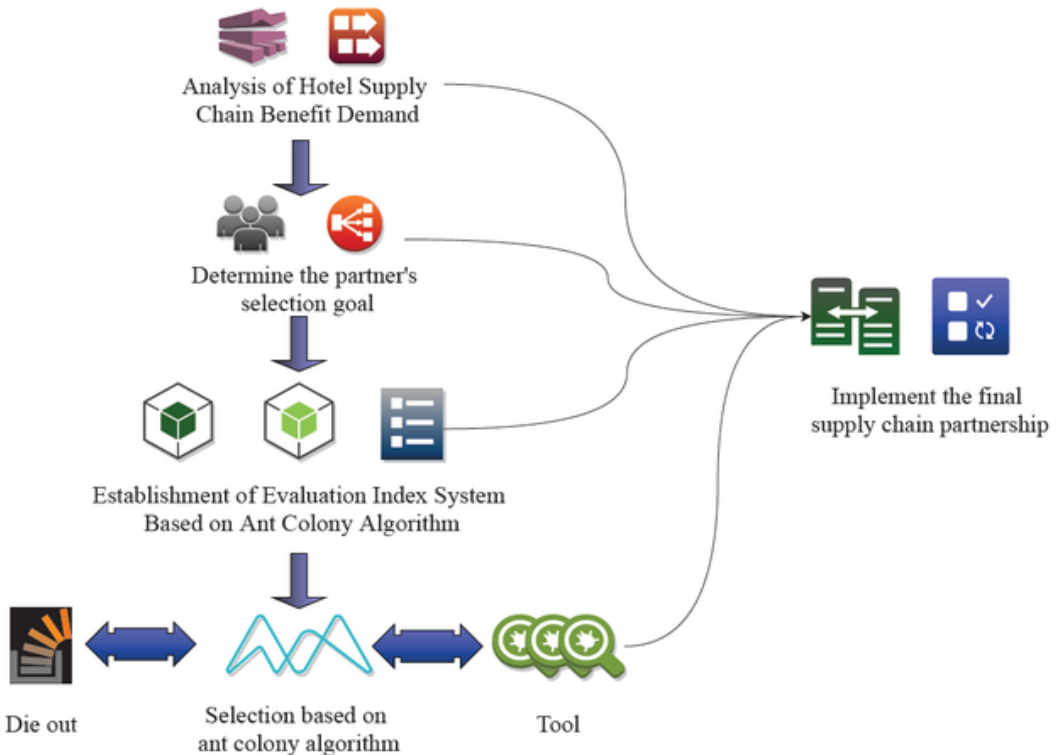 Analysis of Hotel Supply
Chain Benefit Demand
Determine the partner's
selection goal
Establishment of Evaluation Index System
Based on Ant Colony Algorithm
Implement the final
supply chain partnership
Die out
Selection based on
ant colony algorithm
Tool